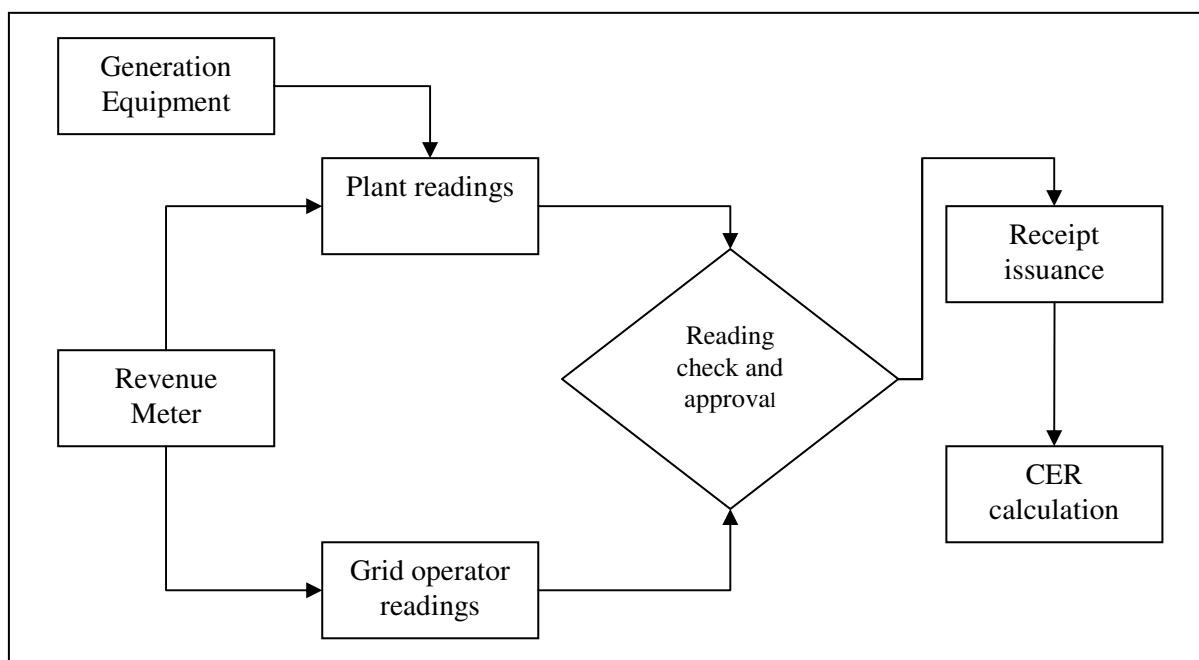 Generation
Equipment
Plant readings
Revenue
Meter
Grid operator
readings
Reading
check and
approval
Receipt
issuance
CER
calculation